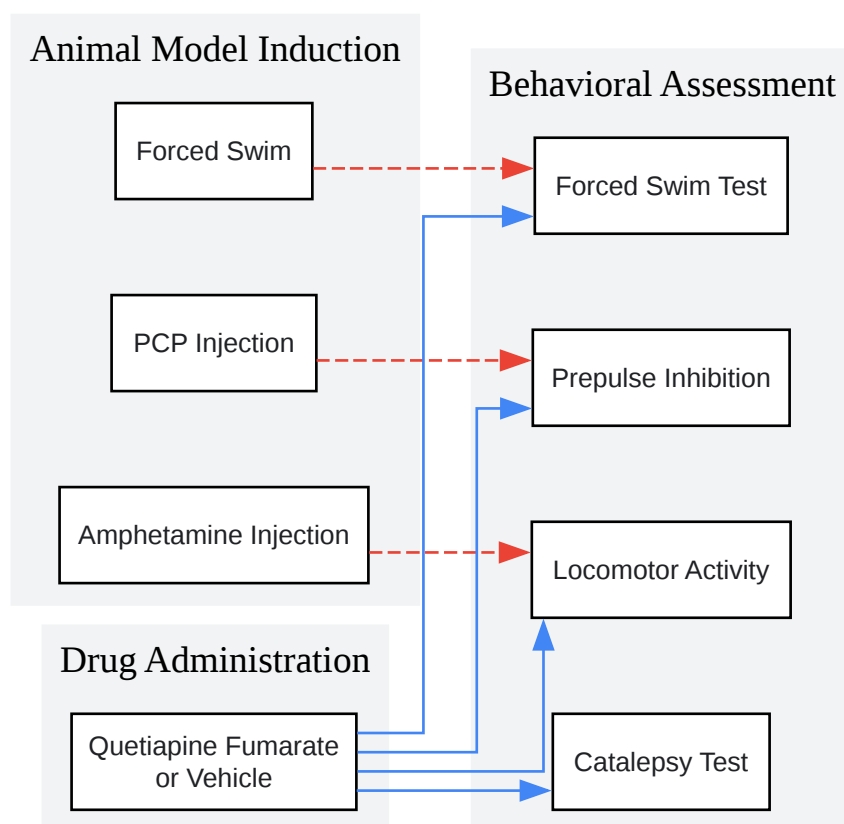 Animal Model Induction
Forced Swim
PCP Injection
Amphetamine Injection
Drug Administration
Quetiapine Fumarate
or Vehicle
Behavioral Assessment
Forced Swim Test
Prepulse Inhibition
Locomotor Activity
Catalepsy Test